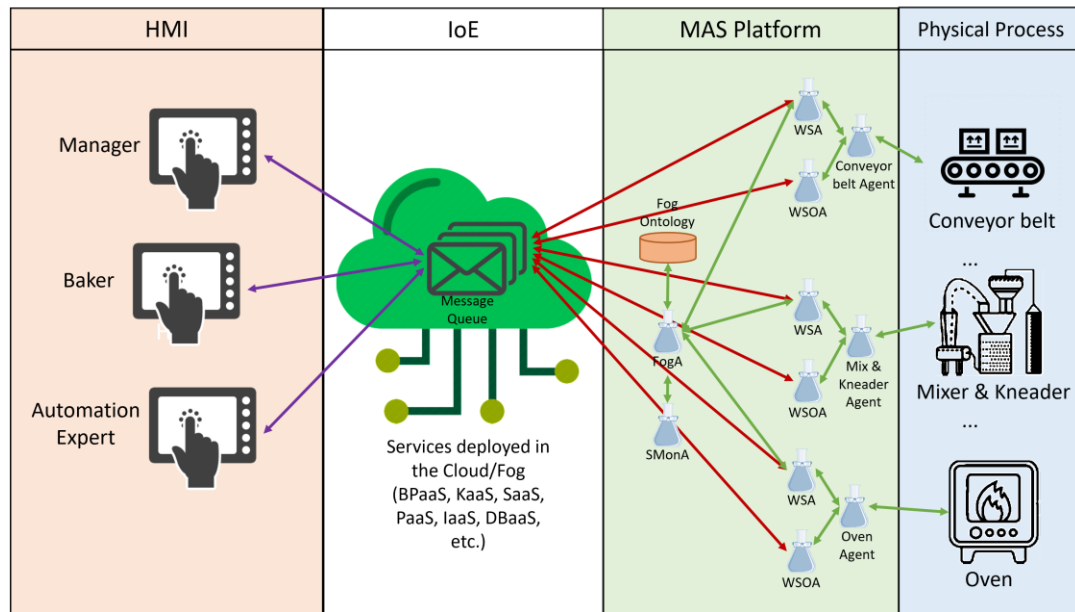 HMI
IoE
MAS Platform
Physical Process
Manager
Baker
Automation
Expert
Message
Queue
Services deployed in
the Cloud/Fog
(BPaaS, KaaS, SaaS,
PaaS, IaaS, DBaaS,
etc.)
Fog
Ontology
FogA
SMonA
WSA
WSOA
Conveyor
belt Agent
WSA
WSOA
Mix &
Kneader
Agent
WSA
WSOA
Oven
Agent
Conveyor belt
...
Mixer & Kneader
...
Oven